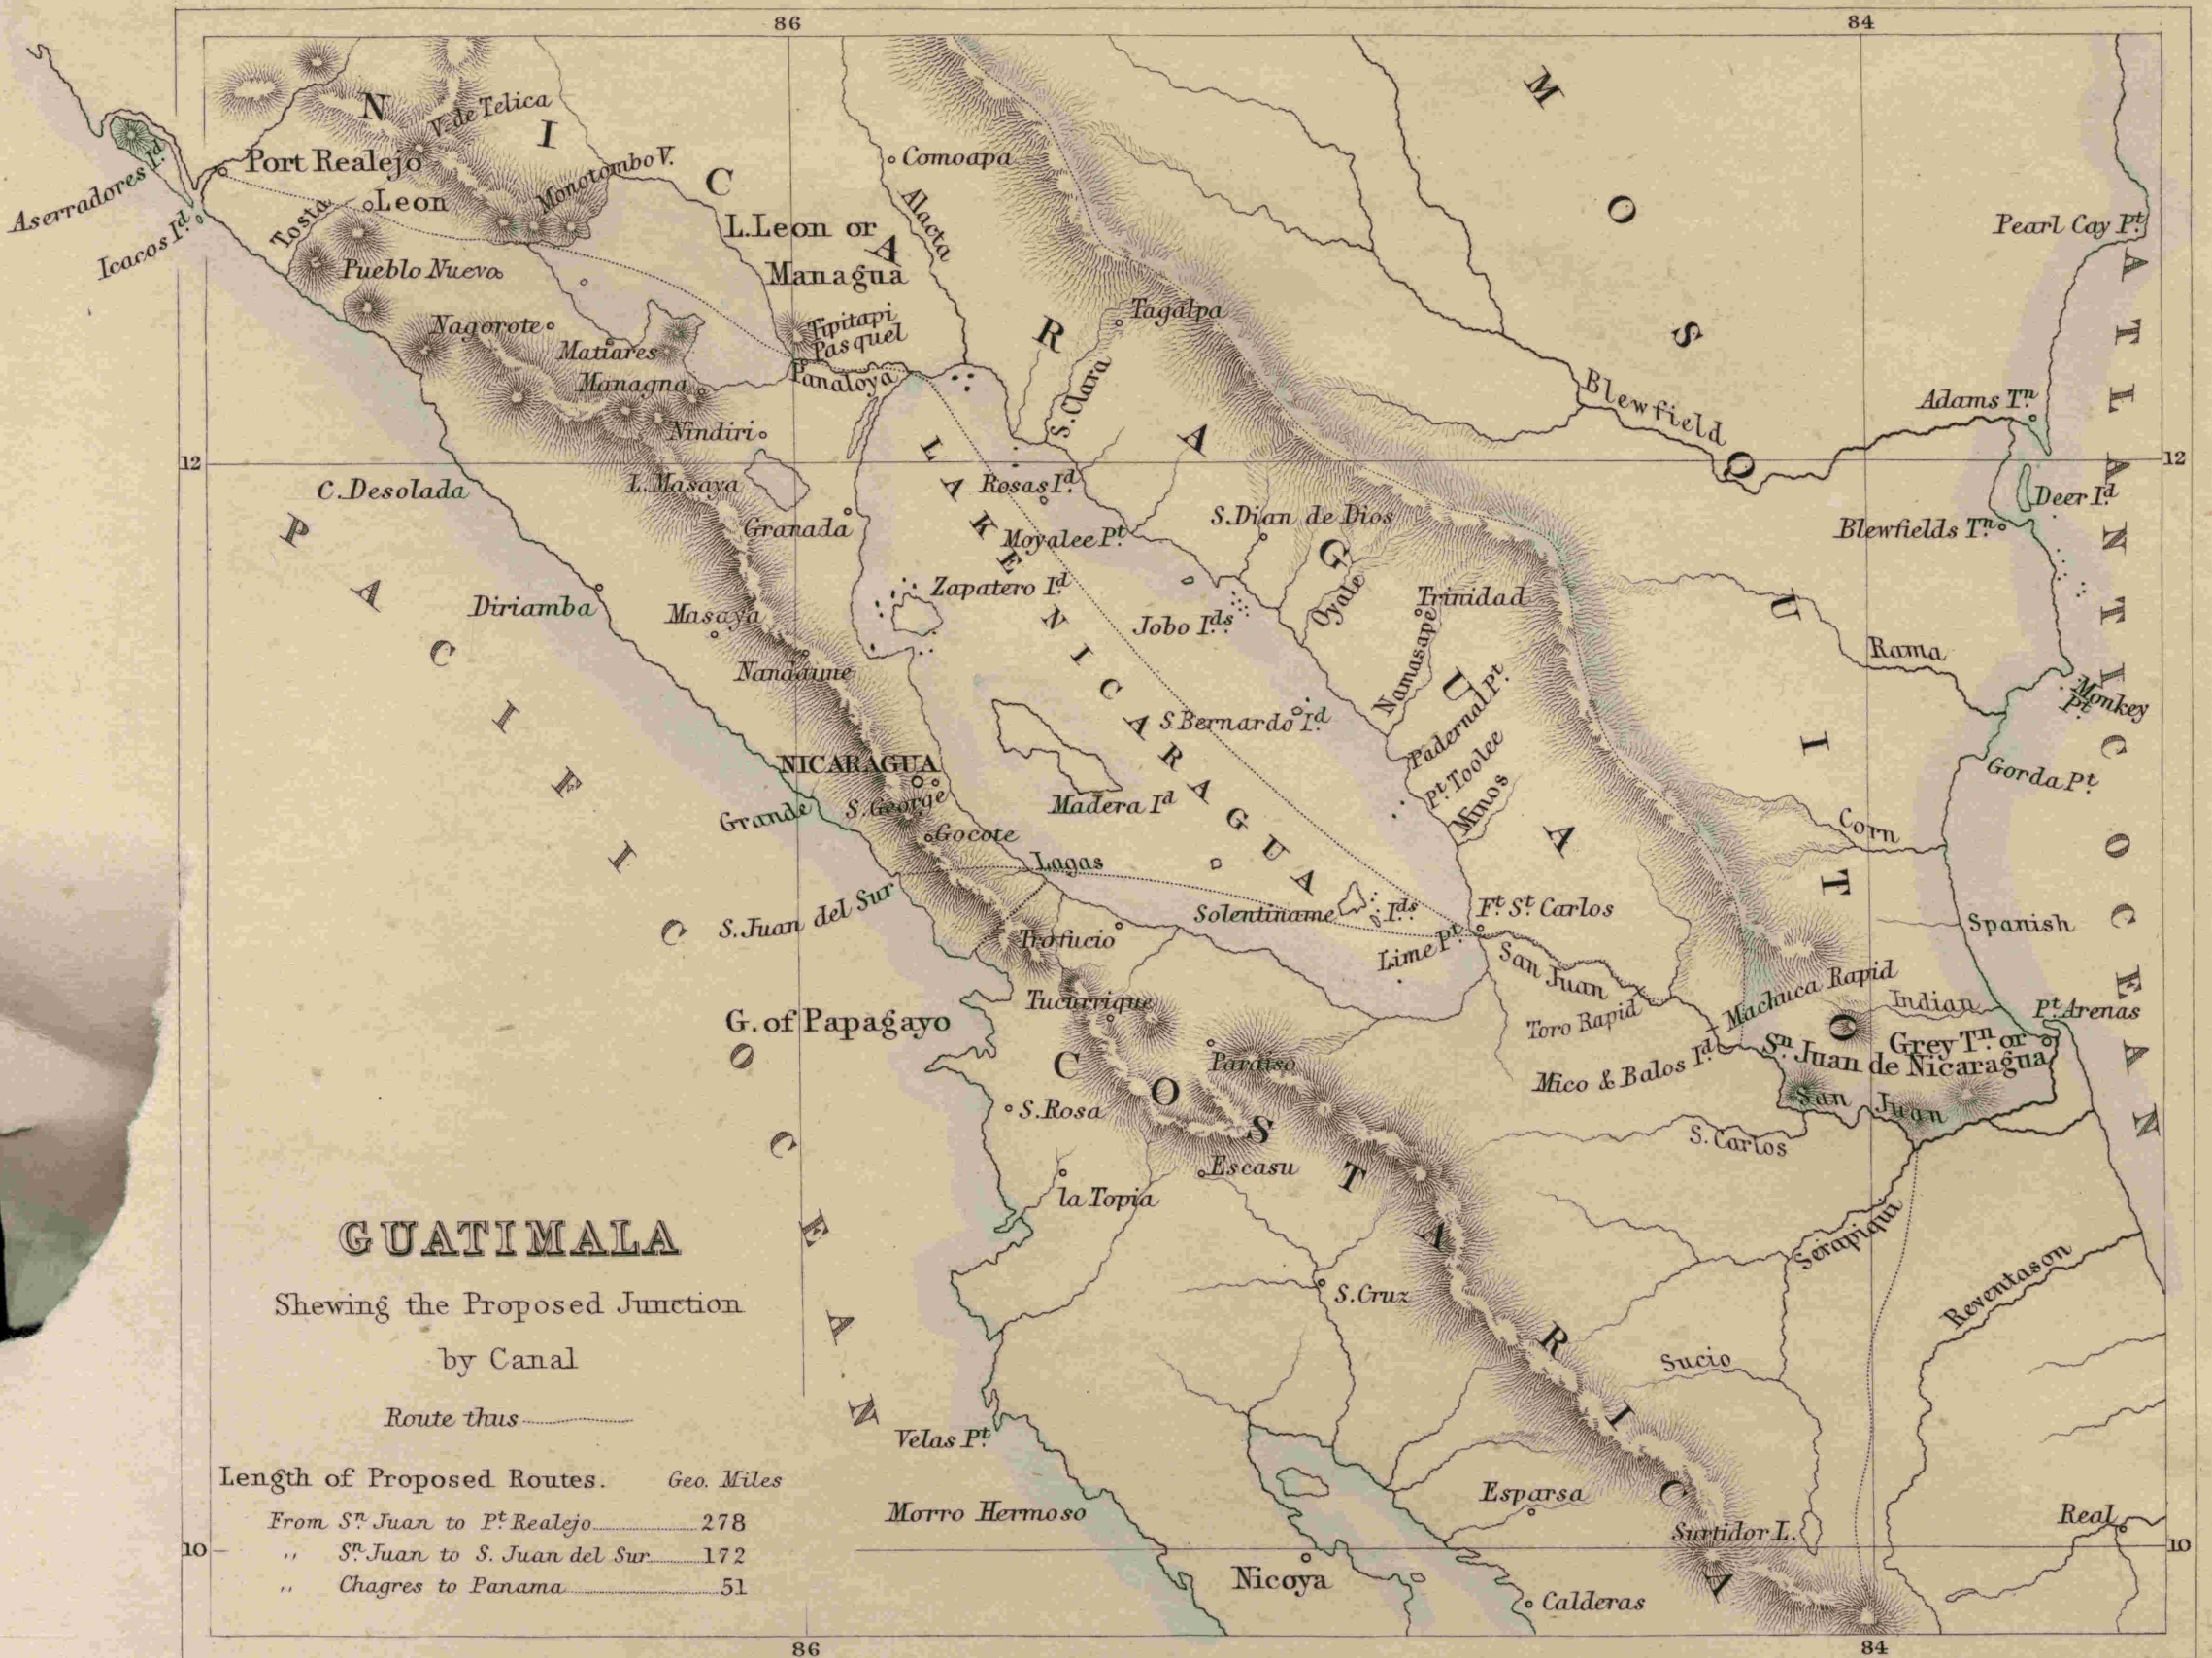 86
84
N I C A R A G U A
M O S Q U I T O
V. de Telica
Port Realejo
Monotombo V.
Comoapa
Aserradores Id.
Leon
Tosta
Icacos Id.
L. Leon or
Managua
Alacta
Pearl Cay Pt.
Pueblo Nueva
Tagalpa
Nagorote
Tipitapi
Pasquel
Matiares
Panaloya
Managna
S. Clara
Blewfield
Adams Tn.
Nindiri
12
12
C. Desolada
L. Masaya
Rosas Id.
Deer Id.
S. Dian de Dios
Granada
Moyalee Pt.
Blewfields Tn.
LAKE NICARAGUA
PACIFIC OCEAN
ATLANTIC OCEAN
Zapatero Id.
Oyale
Trinidad
Diriamba
Masaya
Jobo Ids.
Namasape
Rama
Nandaime
Padernal Pt.
Monkey
Pt.
S. Bernardo Id.
Pt. Toolee
NICARAGUA
Minos
Gorda Pt.
S. George
Madera Id
Grande
Gocote
Corn
Lagas
S. Juan del Sur
Solentiname Ids.
Ft. St. Carlos
Spanish
Trofucio
Lime Pt.
San Juan
Machuca Rapid
Tucurrique
Toro Rapid
Indian
Pt. Arenas
G. of Papagayo
Grey Tn. or
Sn. Juan de Nicaragua
Paraiso
Mico & Balos Id.
San Juan
S. Rosa
COSTA RICA
S. Carlos
Escasu
la Topia
Serapiqui
GUATIMALA
Shewing the Proposed Junction
by Canal
Route thus
S. Cruz
Reventason
Sucio
Velas Pt.
Length of Proposed Routes. Geo. Miles
From Sn. Juan to Pt. Realejo 278
,, Sn. Juan to S. Juan del Sur 172
,, Chagres to Panama 51
Morro Hermoso
Esparsa
Surtidor L.
Real
10
10
Nicoya
Calderas
86
84